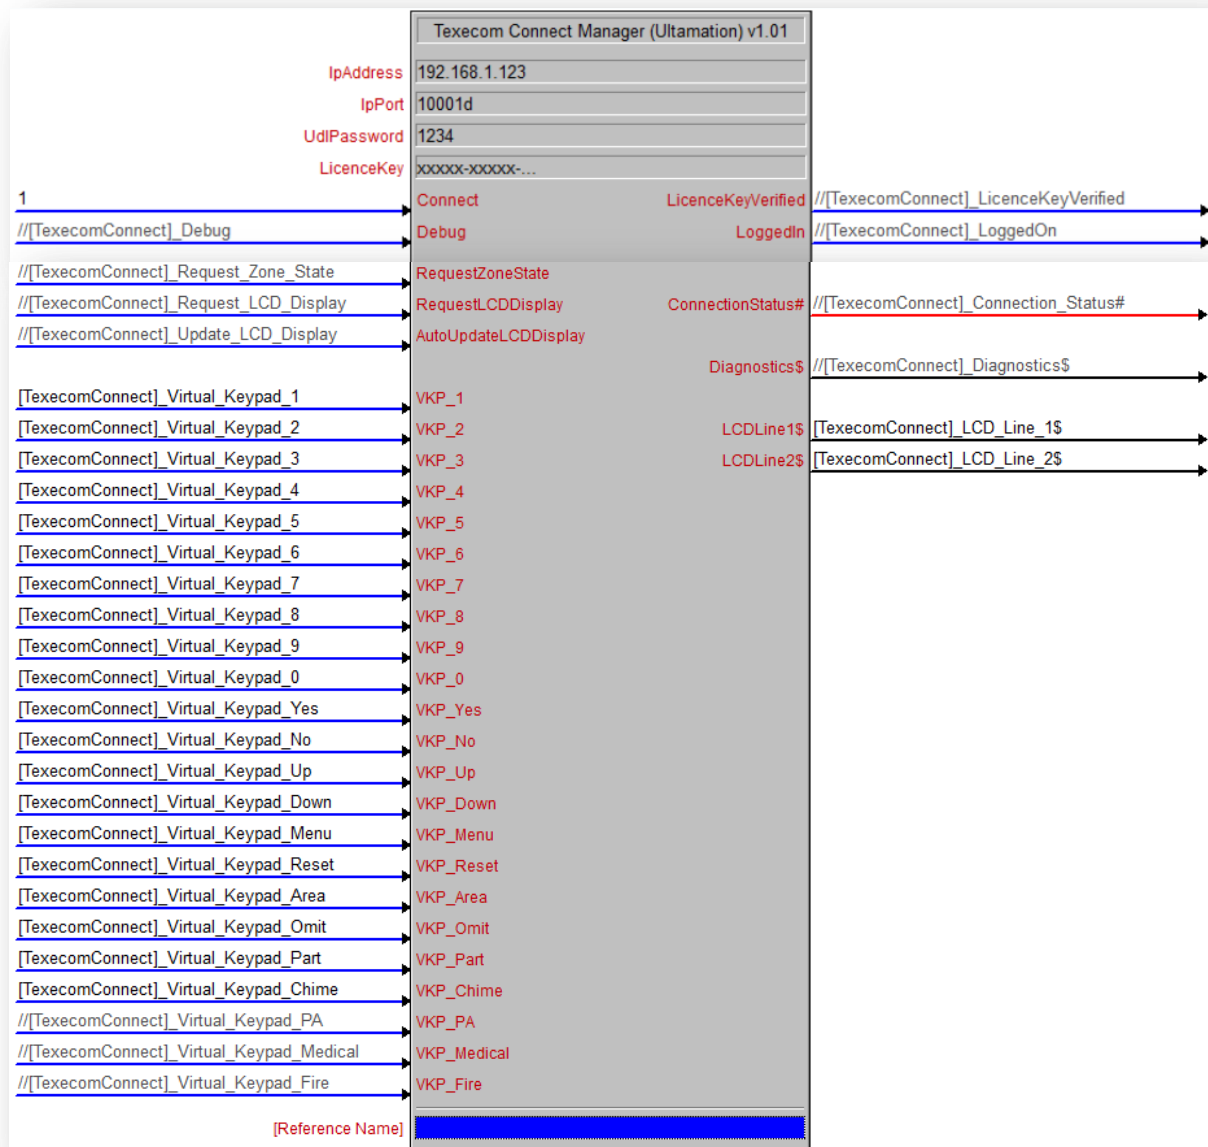 Texecom Connect Manager (Ultamation) v1.01
IpAddress 192.168.1.123
IpPort 10001d
UdlPassword 1234
LicenceKey xxxxx-xxxxx-...
1 Connect LicenceKeyVerified //[TexecomConnect]_LicenceKeyVerified
//[TexecomConnect]_Debug Debug LoggedIn //[TexecomConnect]_LoggedOn
//[TexecomConnect]_Request_Zone_State RequestZoneState
//[TexecomConnect]_Request_LCD_Display RequestLCDDisplay ConnectionStatus# //[TexecomConnect]_Connection_Status#
//[TexecomConnect]_Update_LCD_Display AutoUpdateLCDDisplay
Diagnostics$ //[TexecomConnect]_Diagnostics$
[TexecomConnect]_Virtual_Keypad_1 VKP_1
[TexecomConnect]_Virtual_Keypad_2 VKP_2 LCDLine1$ [TexecomConnect]_LCD_Line_1$
[TexecomConnect]_Virtual_Keypad_3 VKP_3 LCDLine2$ [TexecomConnect]_LCD_Line_2$
[TexecomConnect]_Virtual_Keypad_4 VKP_4
[TexecomConnect]_Virtual_Keypad_5 VKP_5
[TexecomConnect]_Virtual_Keypad_6 VKP_6
[TexecomConnect]_Virtual_Keypad_7 VKP_7
[TexecomConnect]_Virtual_Keypad_8 VKP_8
[TexecomConnect]_Virtual_Keypad_9 VKP_9
[TexecomConnect]_Virtual_Keypad_0 VKP_0
[TexecomConnect]_Virtual_Keypad_Yes VKP_Yes
[TexecomConnect]_Virtual_Keypad_No VKP_No
[TexecomConnect]_Virtual_Keypad_Up VKP_Up
[TexecomConnect]_Virtual_Keypad_Down VKP_Down
[TexecomConnect]_Virtual_Keypad_Menu VKP_Menu
[TexecomConnect]_Virtual_Keypad_Reset VKP_Reset
[TexecomConnect]_Virtual_Keypad_Area VKP_Area
[TexecomConnect]_Virtual_Keypad_Omit VKP_Omit
[TexecomConnect]_Virtual_Keypad_Part VKP_Part
[TexecomConnect]_Virtual_Keypad_Chime VKP_Chime
//[TexecomConnect]_Virtual_Keypad_PA VKP_PA
//[TexecomConnect]_Virtual_Keypad_Medical VKP_Medical
//[TexecomConnect]_Virtual_Keypad_Fire VKP_Fire
[Reference Name]